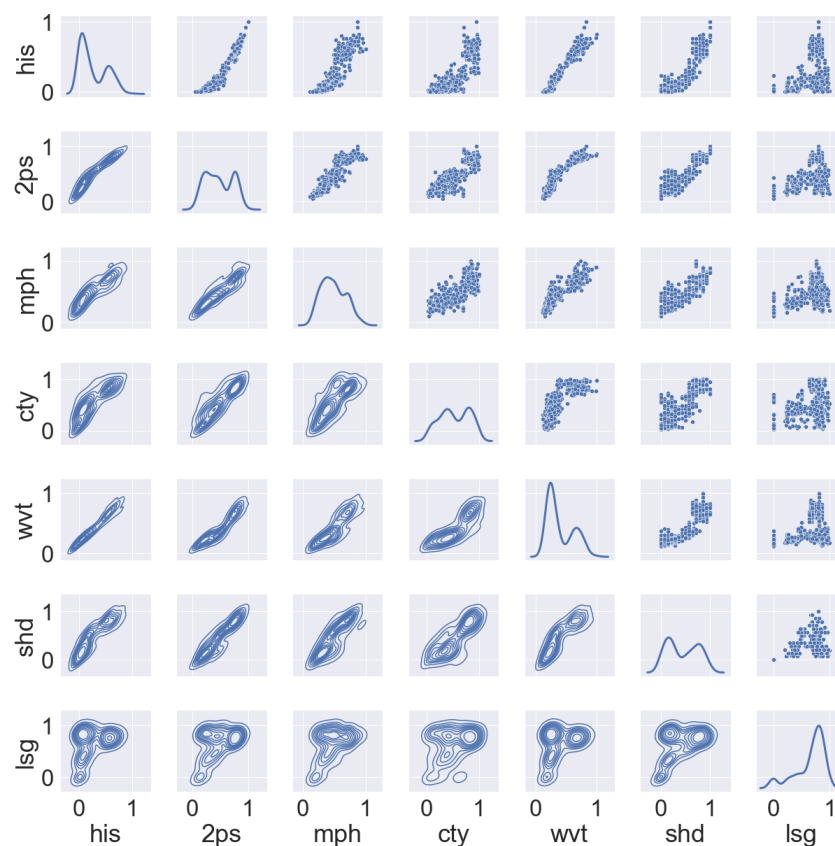 his 1 0
2ps 1 0
mph 1 0
cty 1 0
wvt 1 0
shd 1 0
lsg 1 0
0 1 0 1 0 1 0 1 0 1 0 1 0 1
his 2ps mph cty wvt shd lsg